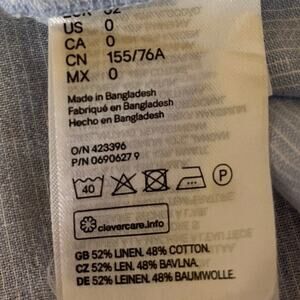 EUR 32
US 0
CA 0
CN 155/76A
MX 0
Made in Bangladesh
Fabriqué en Bangladesh
Hecho en Bangladesh
O/N 423396
P/N 0690627 9
40 P
clevercare.info
GB 52% LINEN. 48% COTTON.
CZ 52% LEN. 48% BAVLNA.
DE 52% LEINEN. 48% BAUMWOLLE.